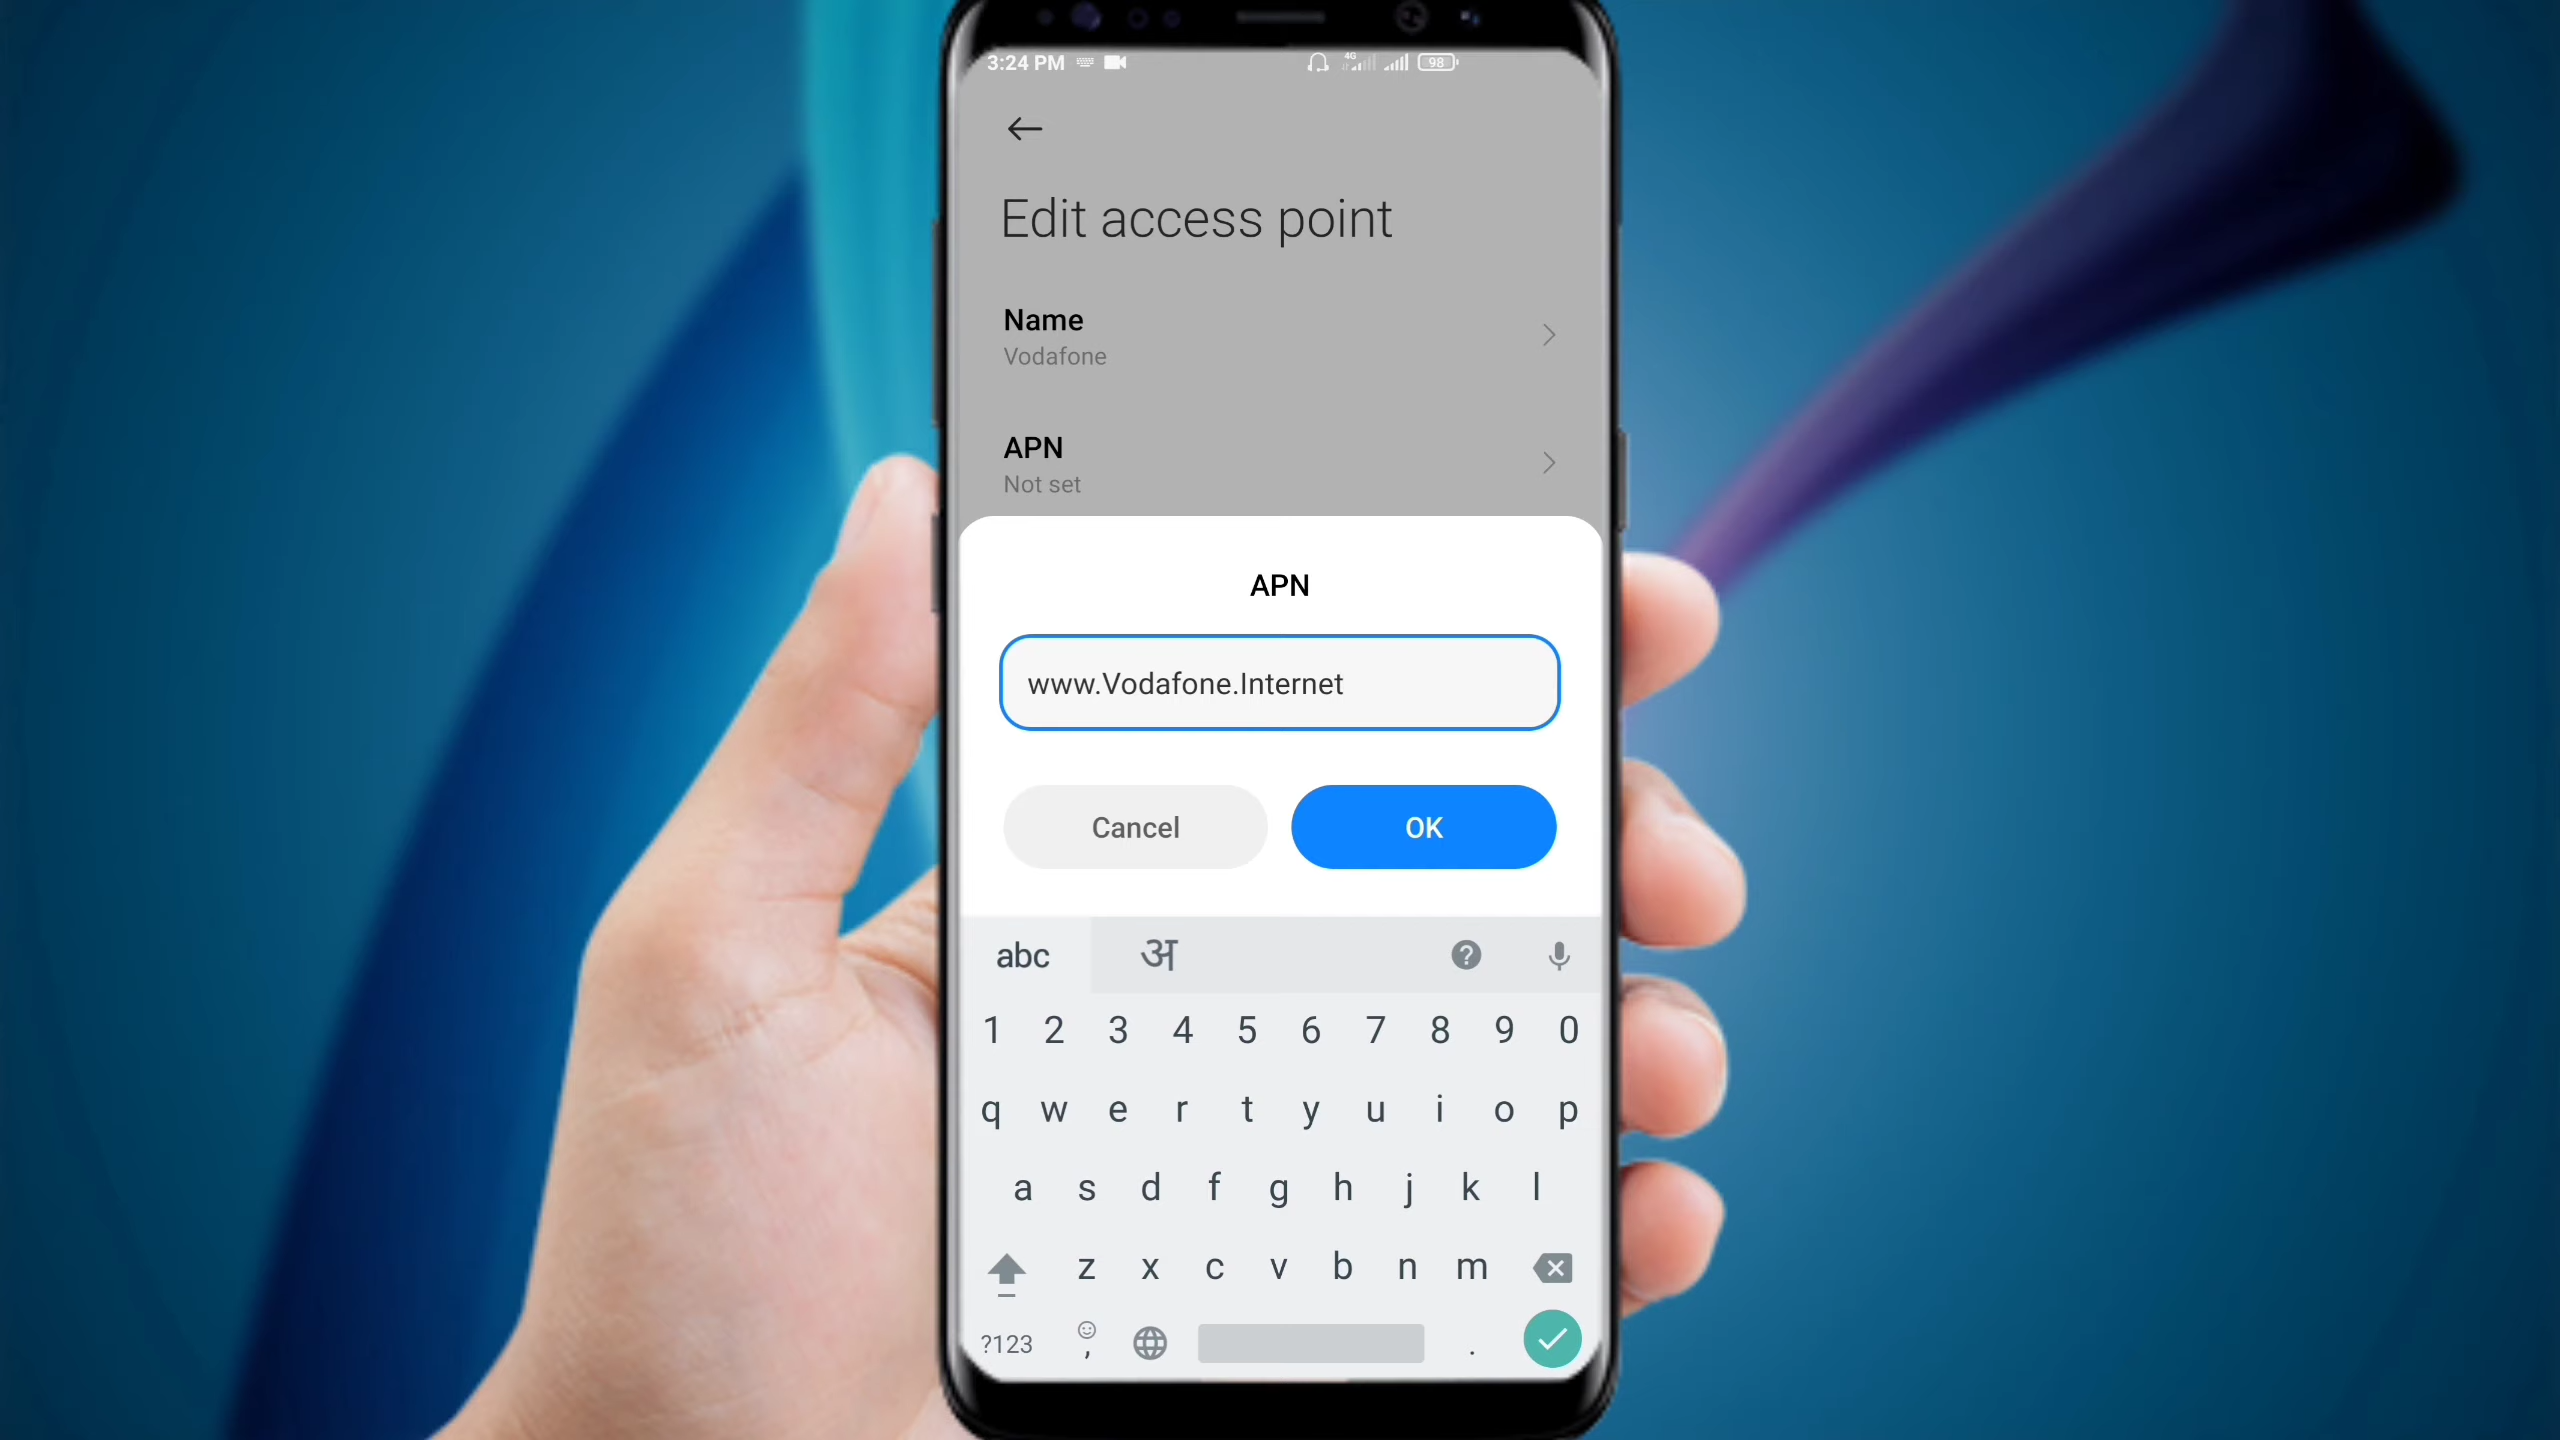 3:24 PM 4G 98
Edit access point
Name
Vodafone
APN
Not set
APN
www.Vodafone.Internet
Cancel OK
abc अ ?
1 2 3 4 5 6 7 8 9 0
q w e r t y u i o p
a s d f g h j k l
z x c v b n m
?123 , .